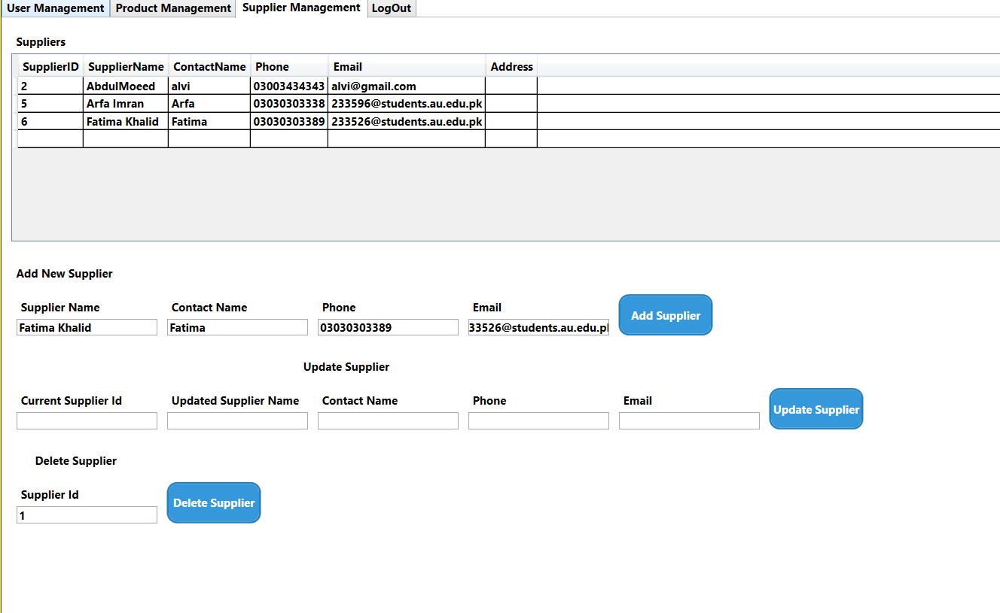 User Management Product Management Supplier Management LogOut
Suppliers
SupplierID SupplierName ContactName Phone Email Address
2 AbdulMoeed alvi 03003434343 alvi@gmail.com
5 Arfa Imran Arfa 03030303338 233596@students.au.edu.pk
6 Fatima Khalid Fatima 03030303389 233526@students.au.edu.pk
Add New Supplier
Supplier Name Contact Name Phone Email
Fatima Khalid Fatima 03030303389 33526@students.au.edu.p Add Supplier
Update Supplier
Current Supplier Id Updated Supplier Name Contact Name Phone Email
Update Supplier
Delete Supplier
Supplier Id
1 Delete Supplier